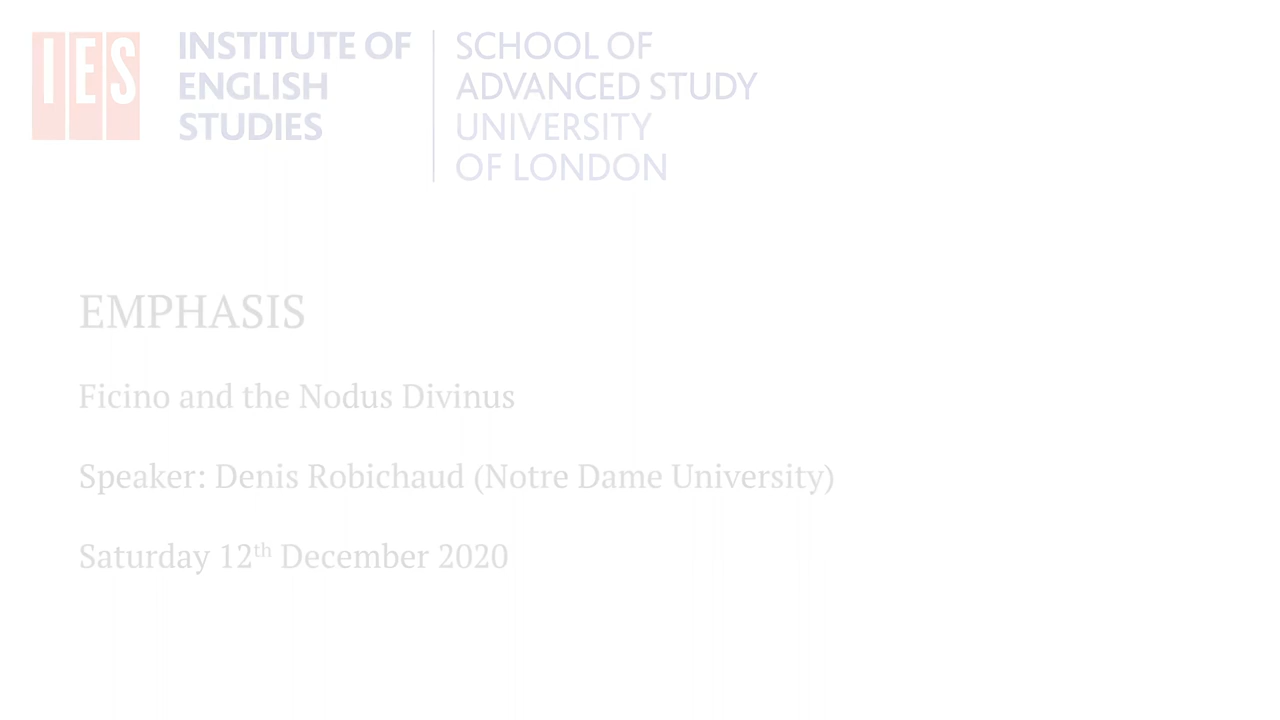 IES
INSTITUTE OF
ENGLISH
STUDIES
SCHOOL OF
ADVANCED STUDY
UNIVERSITY
OF LONDON
EMPHASIS
Ficino and the Nodus Divinus
Speaker: Denis Robichaud (Notre Dame University)
Saturday 12th December 2020